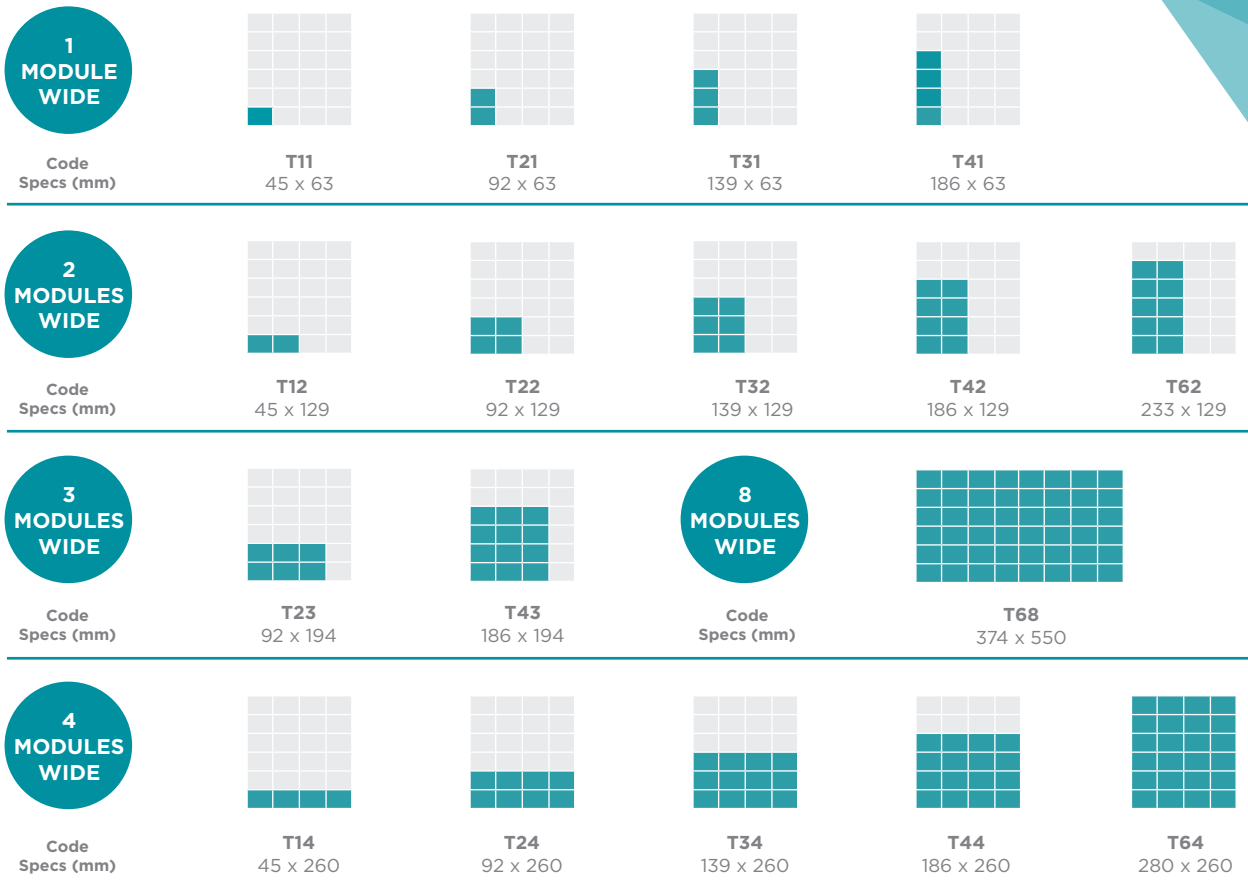 1
MODULE
WIDE
Code
Specs (mm)
T11
45 x 63
T21
92 x 63
T31
139 x 63
T41
186 x 63
2
MODULES
WIDE
Code
Specs (mm)
T12
45 x 129
T22
92 x 129
T32
139 x 129
T42
186 x 129
T62
233 x 129
3
MODULES
WIDE
Code
Specs (mm)
T23
92 x 194
T43
186 x 194
8
MODULES
WIDE
Code
Specs (mm)
T68
374 x 550
4
MODULES
WIDE
Code
Specs (mm)
T14
45 x 260
T24
92 x 260
T34
139 x 260
T44
186 x 260
T64
280 x 260